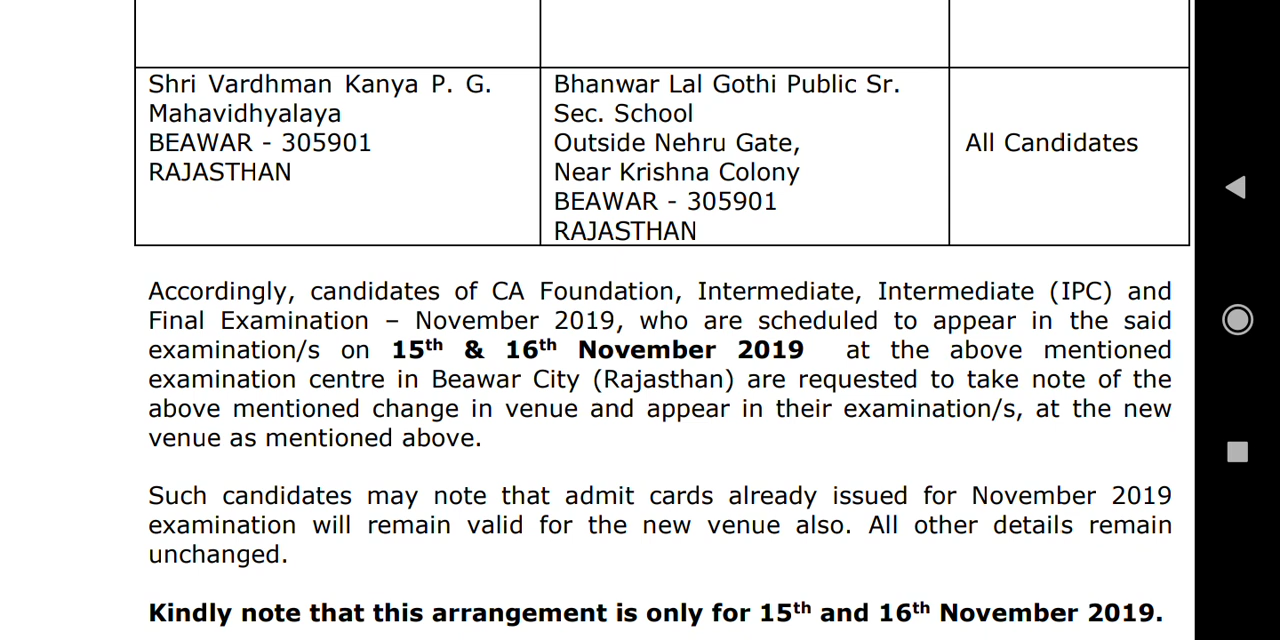 Shri Vardhman Kanya P. G.
Mahavidhyalaya
BEAWAR - 305901
RAJASTHAN
Bhanwar Lal Gothi Public Sr.
Sec. School
Outside Nehru Gate,
Near Krishna Colony
BEAWAR - 305901
RAJASTHAN
All Candidates
Accordingly, candidates of CA Foundation, Intermediate, Intermediate (IPC) and
Final Examination – November 2019, who are scheduled to appear in the said
examination/s on 15th & 16th November 2019 at the above mentioned
examination centre in Beawar City (Rajasthan) are requested to take note of the
above mentioned change in venue and appear in their examination/s, at the new
venue as mentioned above.
Such candidates may note that admit cards already issued for November 2019
examination will remain valid for the new venue also. All other details remain
unchanged.
Kindly note that this arrangement is only for 15th and 16th November 2019.